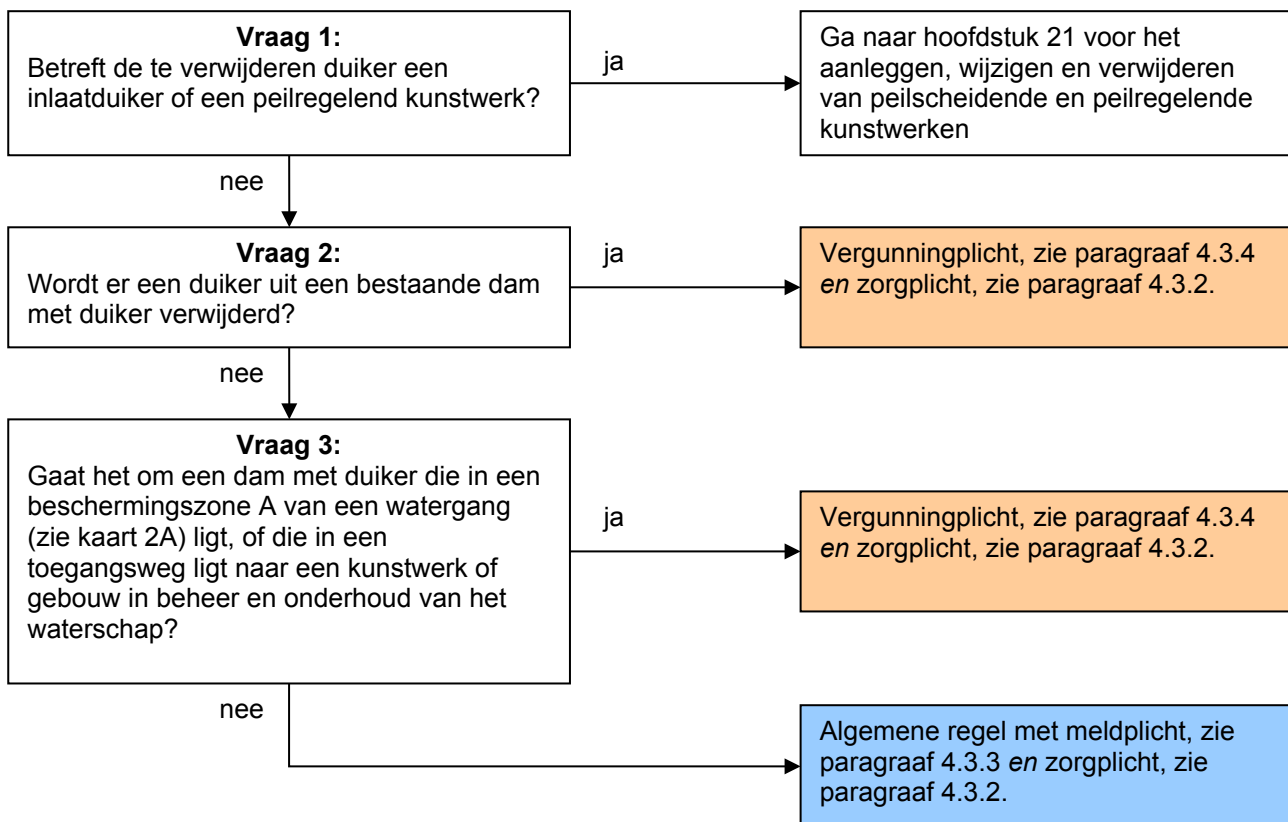 Vraag 1:
Betreft de te verwijderen duiker een
inlaatduiker of een peilregelend kunstwerk?
ja
Ga naar hoofdstuk 21 voor het
aanleggen, wijzigen en verwijderen
van peilscheidende en peilregelende
kunstwerken
nee
Vraag 2:
Wordt er een duiker uit een bestaande dam
met duiker verwijderd?
ja
Vergunningplicht, zie paragraaf 4.3.4
en zorgplicht, zie paragraaf 4.3.2.
nee
Vraag 3:
Gaat het om een dam met duiker die in een
beschermingszone A van een watergang
(zie kaart 2A) ligt, of die in een
toegangsweg ligt naar een kunstwerk of
gebouw in beheer en onderhoud van het
waterschap?
ja
Vergunningplicht, zie paragraaf 4.3.4
en zorgplicht, zie paragraaf 4.3.2.
nee
Algemene regel met meldplicht, zie
paragraaf 4.3.3 en zorgplicht, zie
paragraaf 4.3.2.